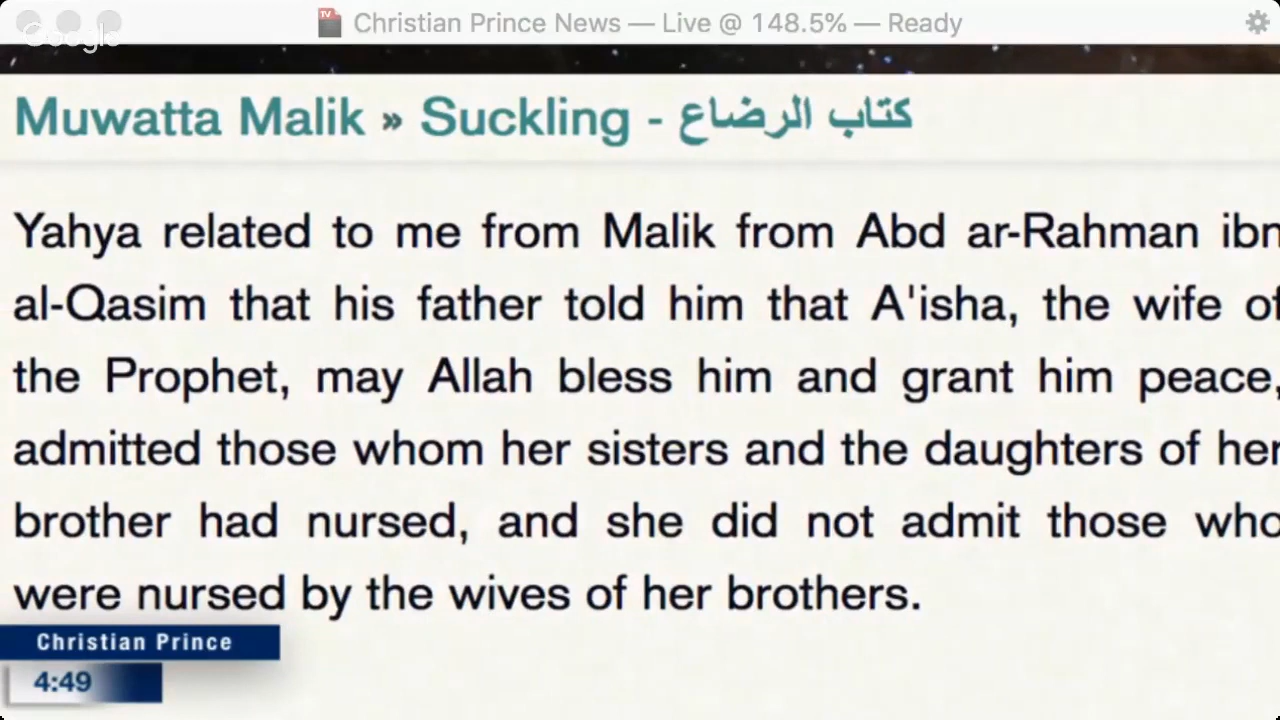 Christian Prince News — Live @ 148.5% — Ready
Google
Muwatta Malik » Suckling - كتاب الرضاع
Yahya related to me from Malik from Abd ar-Rahman ibn
al-Qasim that his father told him that A'isha, the wife of
the Prophet, may Allah bless him and grant him peace,
admitted those whom her sisters and the daughters of her
brother had nursed, and she did not admit those who
were nursed by the wives of her brothers.
Christian Prince
4:49